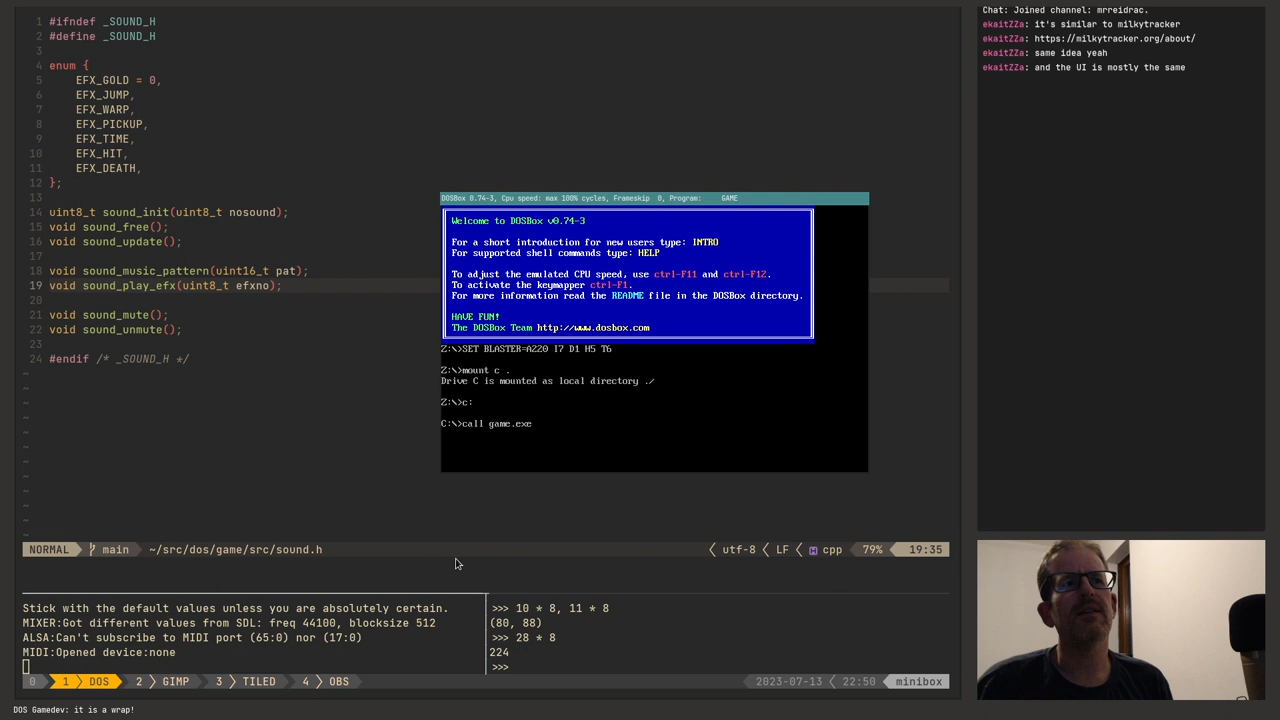 1 #ifndef _SOUND_H
2 #define _SOUND_H
3
4 enum {
5 EFX_GOLD = 0,
6 EFX_JUMP,
7 EFX_WARP,
8 EFX_PICKUP,
9 EFX_TIME,
10 EFX_HIT,
11 EFX_DEATH,
12 };
13
14 uint8_t sound_init(uint8_t nosound);
15 void sound_free();
16 void sound_update();
17
18 void sound_music_pattern(uint16_t pat);
19 void sound_play_efx(uint8_t efxno);
20
21 void sound_mute();
22 void sound_unmute();
23
24 #endif /* _SOUND_H */
~
~
~
~
~
~
~
~
~
~
~
~
DOSBox 0.74-3, Cpu speed: max 100% cycles, Frameskip 0, Program: GAME
Welcome to DOSBox v0.74-3
For a short introduction for new users type: INTRO
For supported shell commands type: HELP
To adjust the emulated CPU speed, use ctrl-F11 and ctrl-F12.
To activate the keymapper ctrl-F1.
For more information read the README file in the DOSBox directory.
HAVE FUN!
The DOSBox Team http://www.dosbox.com
Z:\>SET BLASTER=A220 I7 D1 H5 T6
Z:\>mount c .
Drive C is mounted as local directory ./
Z:\>c:
C:\>call game.exe
NORMAL main ~/src/dos/game/src/sound.h utf-8 LF cpp 79% 19:35
Stick with the default values unless you are absolutely certain.
MIXER:Got different values from SDL: freq 44100, blocksize 512
ALSA:Can't subscribe to MIDI port (65:0) nor (17:0)
MIDI:Opened device:none
>>> 10 * 8, 11 * 8
(80, 88)
>>> 28 * 8
224
>>>
0 1 DOS 2 GIMP 3 TILED 4 OBS 2023-07-13 22:50 minibox
DOS Gamedev: it is a wrap!
Chat: Joined channel: mrreidrac.
ekaitZZa: it's similar to milkytracker
ekaitZZa: https://milkytracker.org/about/
ekaitZZa: same idea yeah
ekaitZZa: and the UI is mostly the same